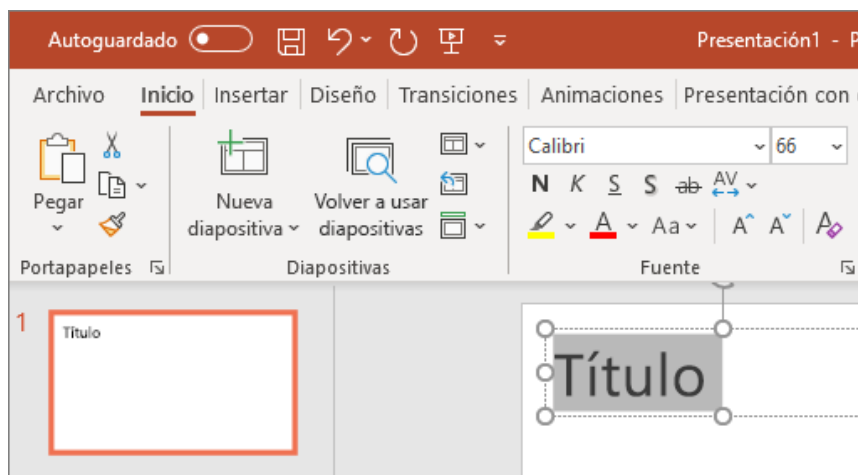 Autoguardado Presentación1 - P
Archivo Inicio Insertar Diseño Transiciones Animaciones Presentación con
Calibri 66
Pegar Nueva diapositiva Volver a usar diapositivas N K S S ab AV
A Aa A A A
Portapapeles Diapositivas Fuente
1
Título
Título